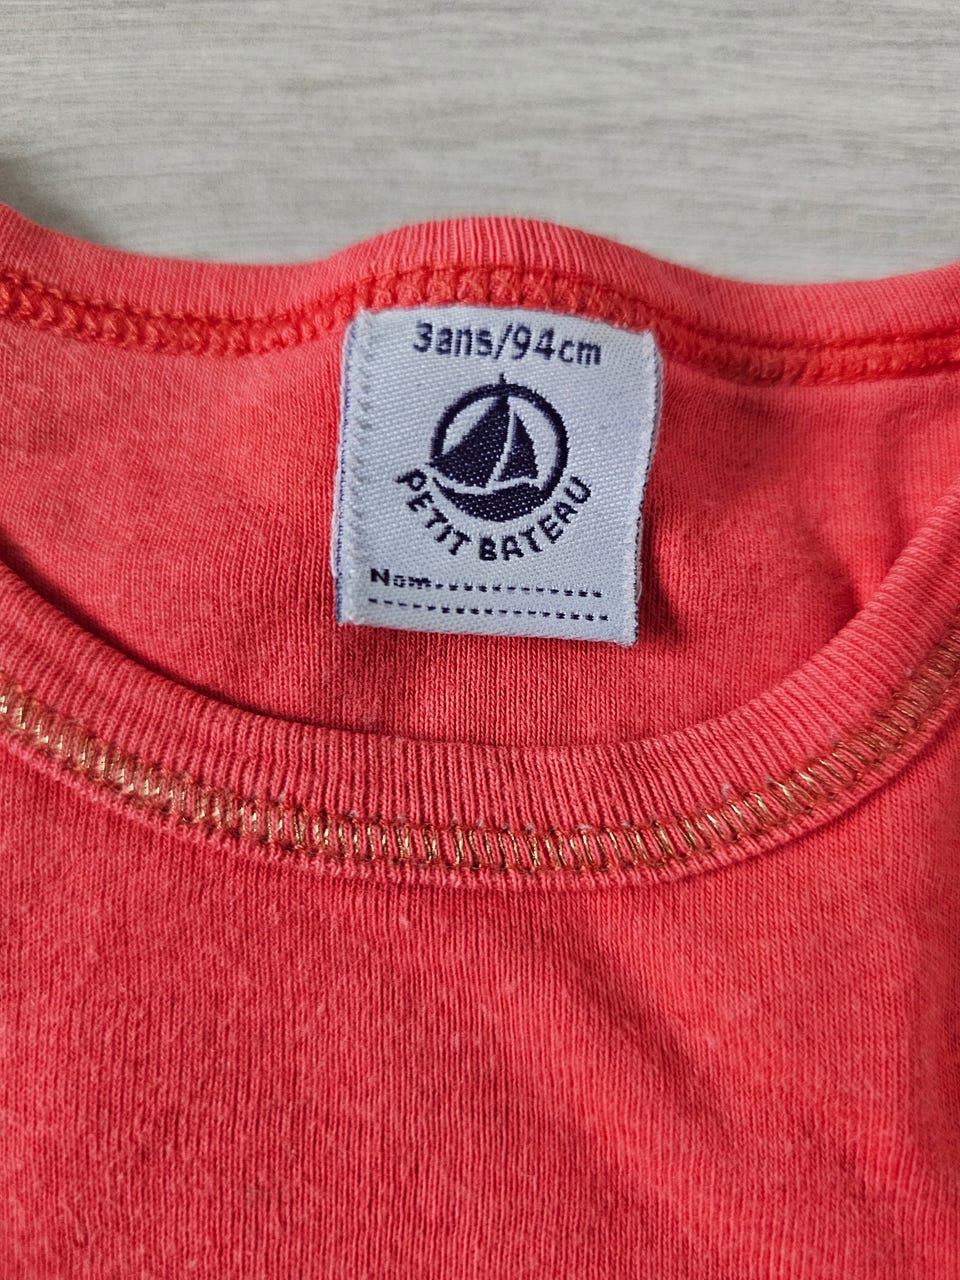 3ans/94cm
PETIT BATEAU
Nom....................
........................